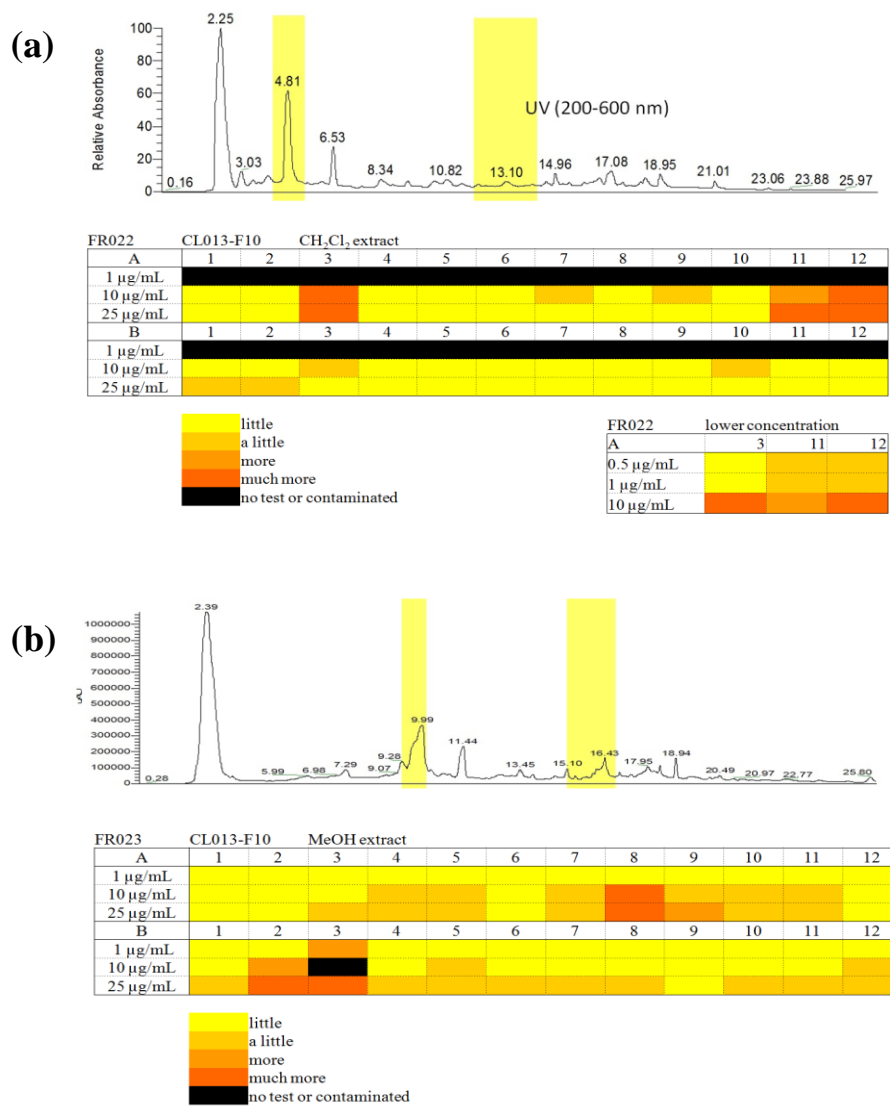 (a)
2.25
100
80
60
40
20
0
Relative Absorbance
0.16
3.03
4.81
6.53
8.34
10.82
13.10
14.96
17.08
18.95
21.01
23.06
23.88
25.97
UV (200-600 nm)
FR022 CL013-F10 CH₂Cl₂ extract
A 1 2 3 4 5 6 7 8 9 10 11 12
1 µg/mL
10 µg/mL
25 µg/mL
B 1 2 3 4 5 6 7 8 9 10 11 12
1 µg/mL
10 µg/mL
25 µg/mL
little
a little
more
much more
no test or contaminated
FR022 lower concentration
A 3 11 12
0.5 µg/mL
1 µg/mL
10 µg/mL
(b)
2.39
1000000
900000
800000
700000
600000
500000
400000
300000
200000
100000
0
0.28
5.99
6.98
7.29
9.07
9.28
9.99
11.44
13.45
15.10
16.43
17.95
18.94
20.49
20.97
22.77
25.80
FR023 CL013-F10 MeOH extract
A 1 2 3 4 5 6 7 8 9 10 11 12
1 µg/mL
10 µg/mL
25 µg/mL
B 1 2 3 4 5 6 7 8 9 10 11 12
1 µg/mL
10 µg/mL
25 µg/mL
little
a little
more
much more
no test or contaminated